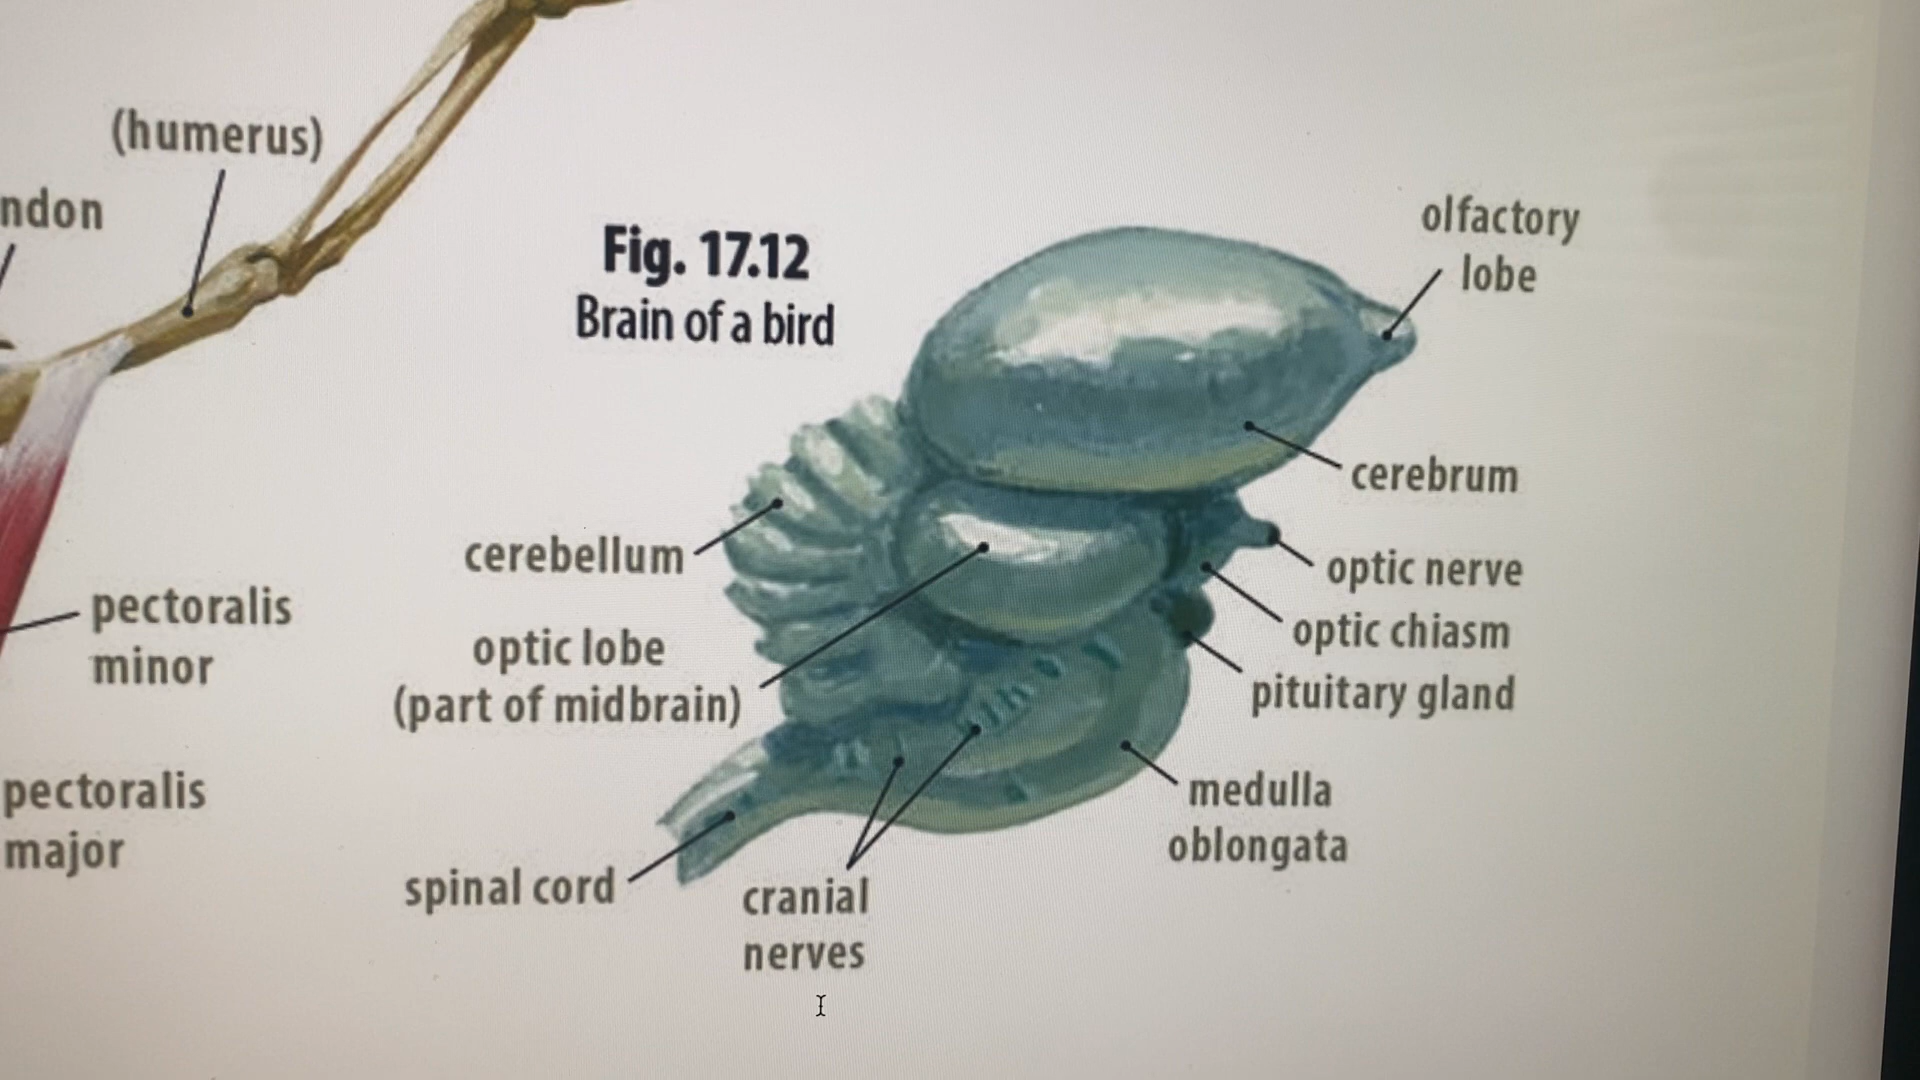 (humerus)
ndon
pectoralis
minor
pectoralis
major
Fig. 17.12
Brain of a bird
olfactory
lobe
cerebrum
cerebellum
optic nerve
optic chiasm
optic lobe
(part of midbrain)
pituitary gland
medulla
oblongata
spinal cord
cranial
nerves